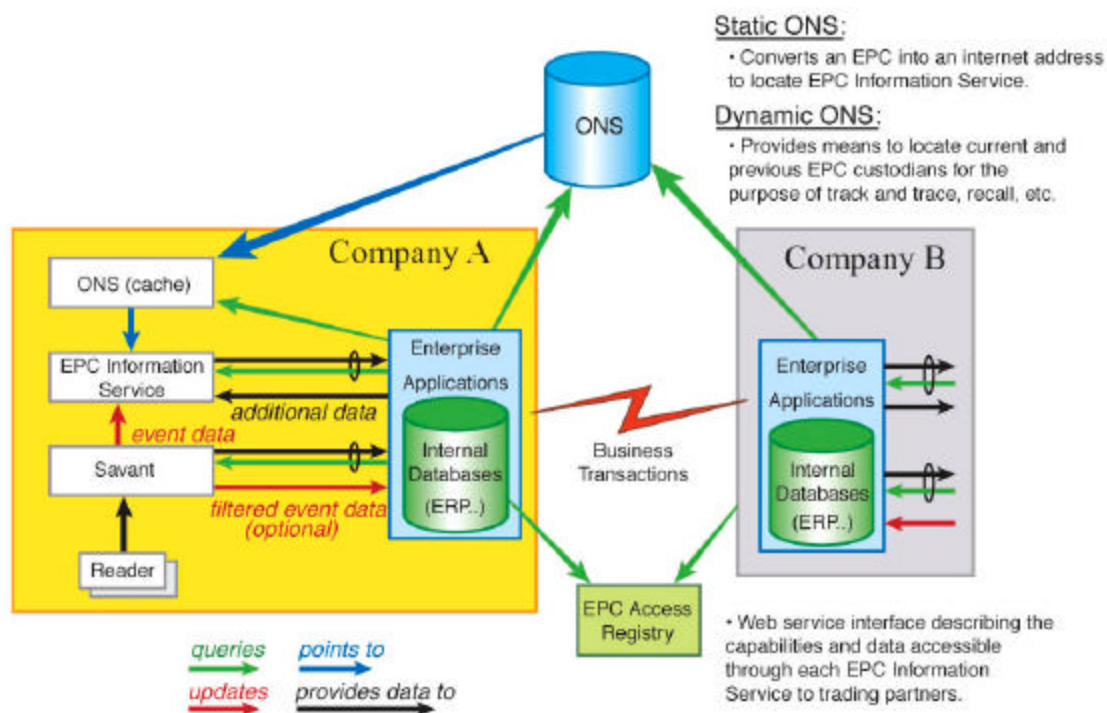 Static ONS:
• Converts an EPC into an internet address
to locate EPC Information Service.
Dynamic ONS:
• Provides means to locate current and
previous EPC custodians for the
purpose of track and trace, recall, etc.
ONS
Company A
ONS (cache)
EPC Information
Service
additional data
event data
Savant
filtered event data
(optional)
Reader
Enterprise
Applications
Internal
Databases
(ERP..)
Business
Transactions
Company B
Enterprise
Applications
Internal
Databases
(ERP..)
EPC Access
Registry
• Web service interface describing the
capabilities and data accessible
through each EPC Information
Service to trading partners.
queries
points to
updates
provides data to